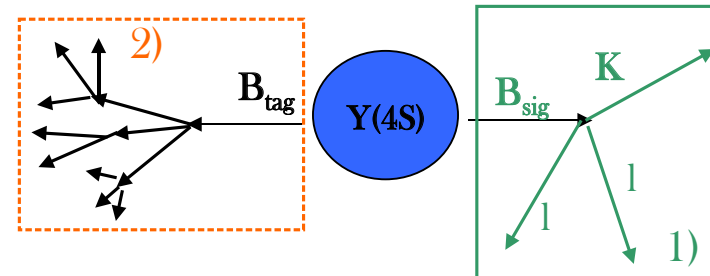 2)
B_tag
Y(4S)
B_sig
K
l
l
1)